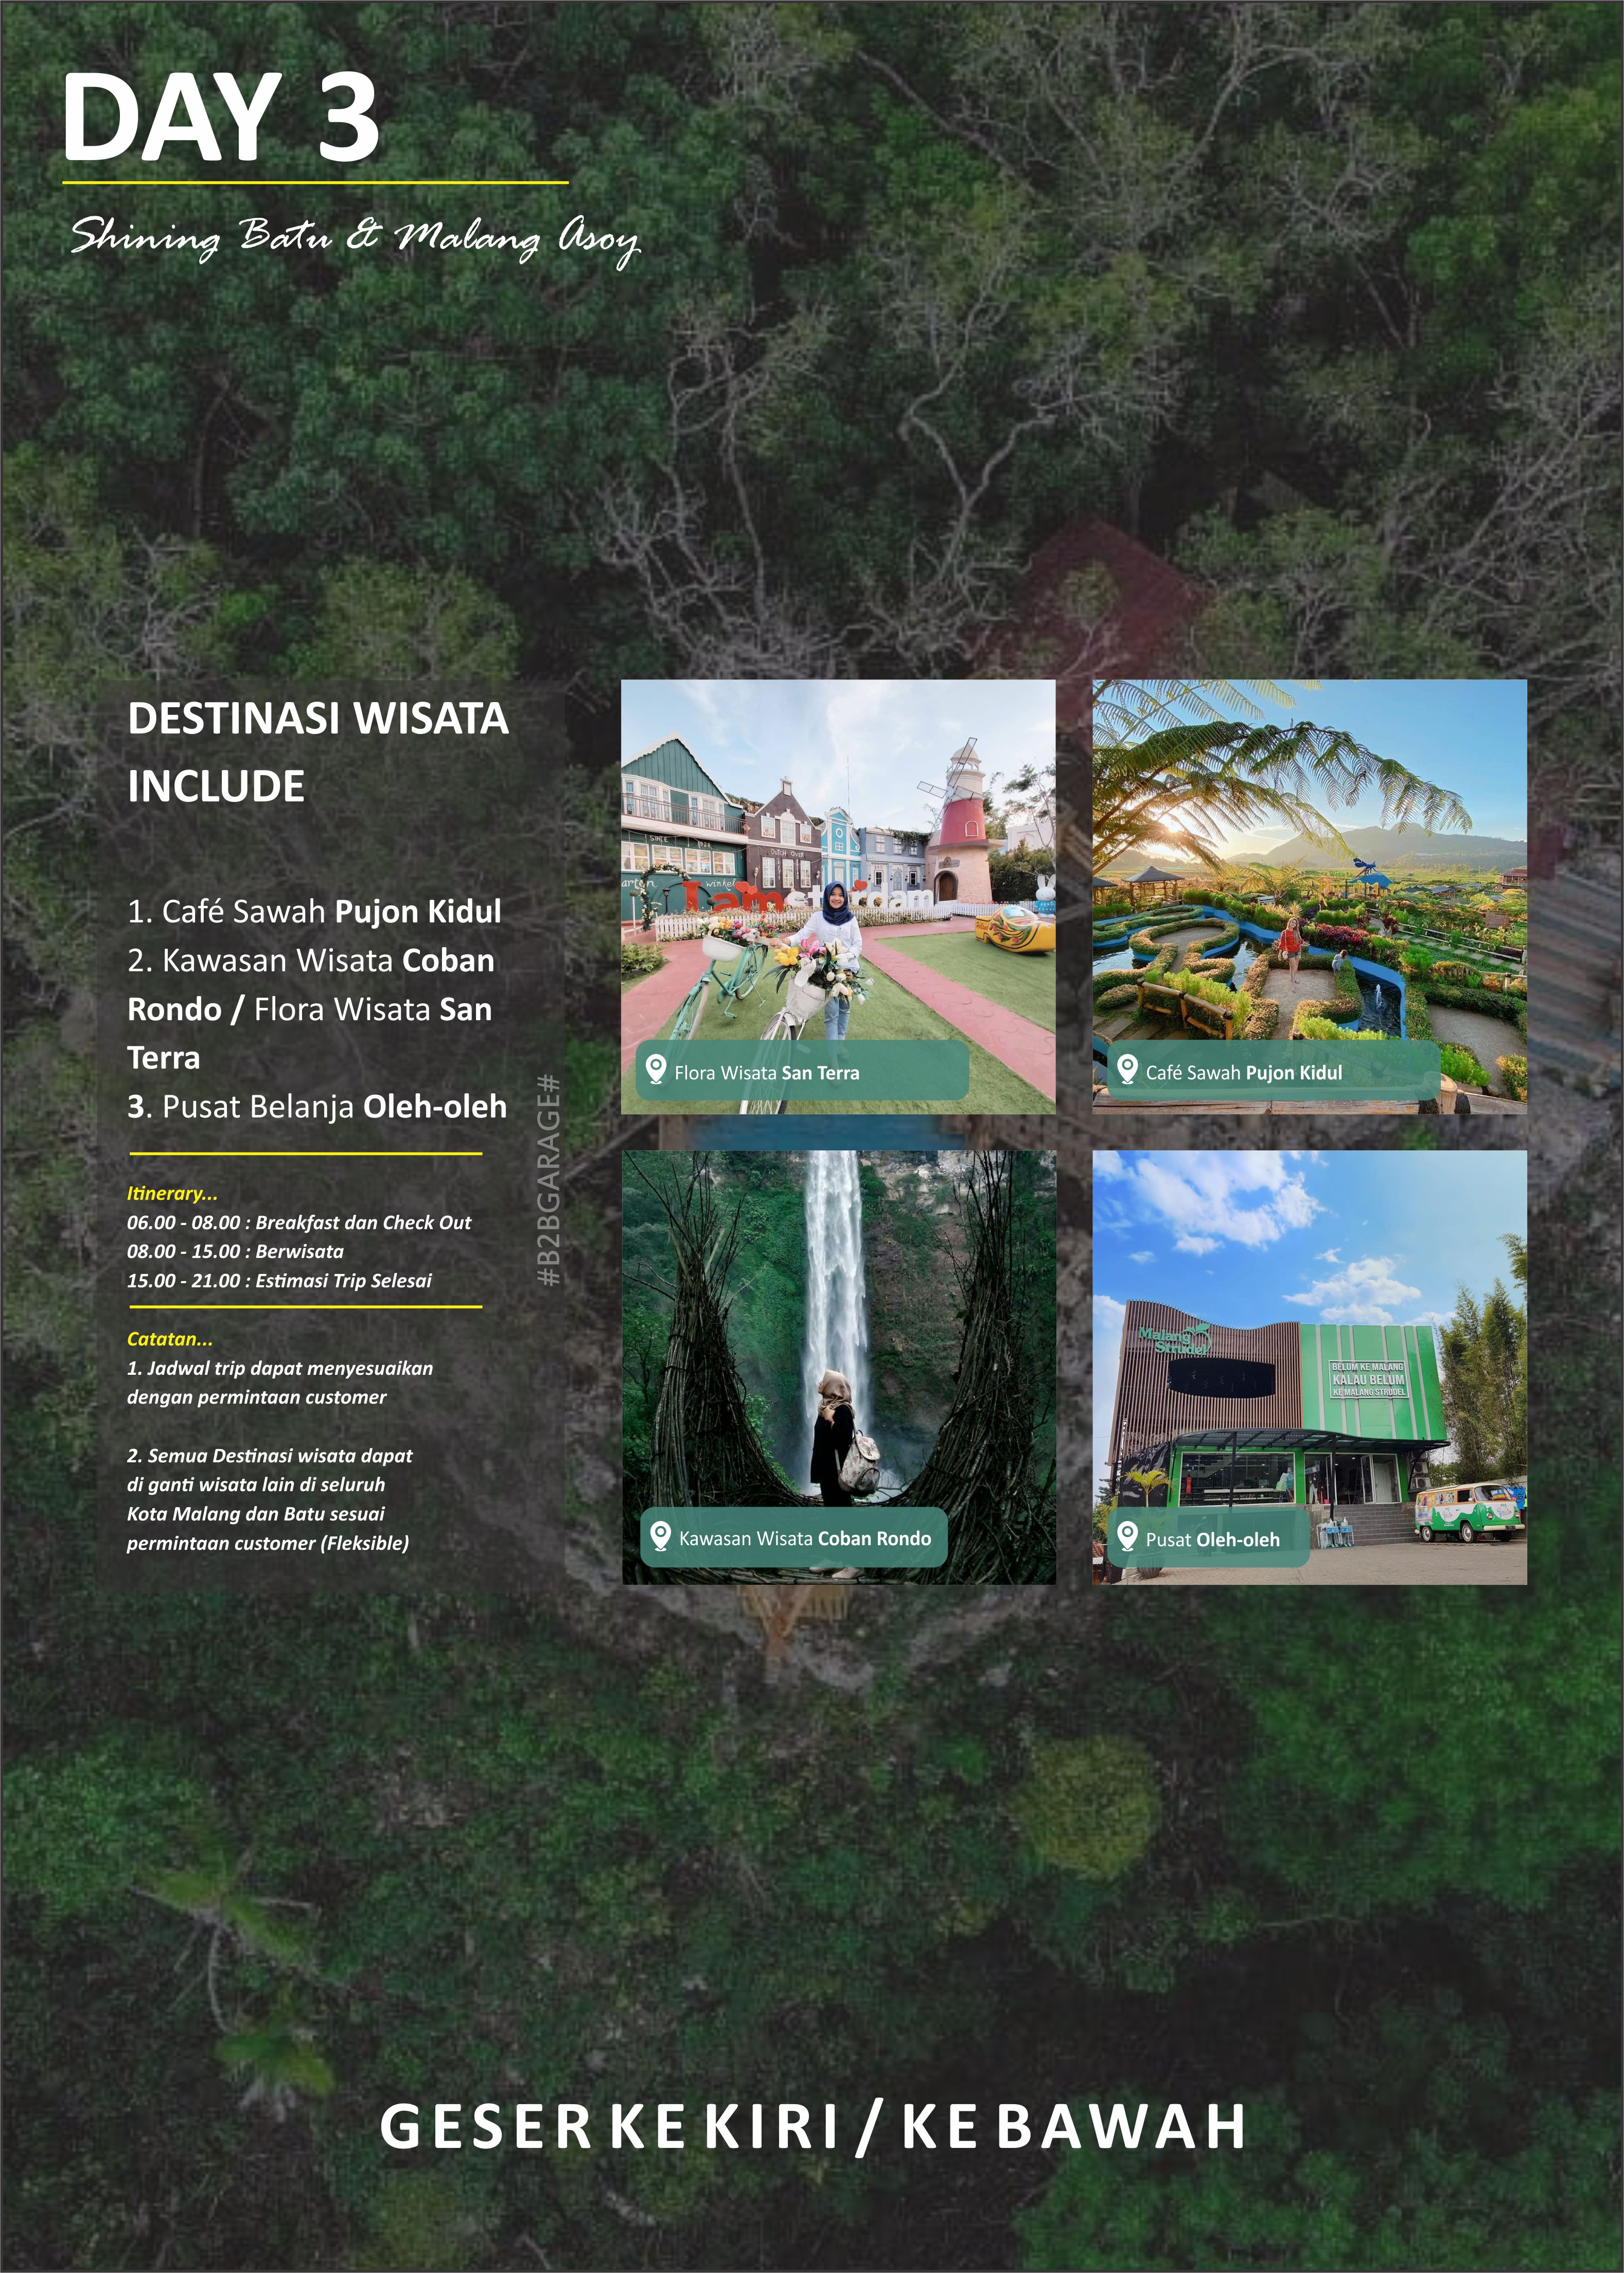 DAY 3
Shining Batu & Malang Asoy
DESTINASI WISATA
INCLUDE
1. Café Sawah Pujon Kidul
2. Kawasan Wisata Coban
Rondo / Flora Wisata San
Terra
3. Pusat Belanja Oleh-oleh
Itinerary...
06.00 - 08.00 : Breakfast dan Check Out
08.00 - 15.00 : Berwisata
15.00 - 21.00 : Estimasi Trip Selesai
Catatan...
1. Jadwal trip dapat menyesuaikan
dengan permintaan customer
2. Semua Destinasi wisata dapat
di ganti wisata lain di seluruh
Kota Malang dan Batu sesuai
permintaan customer (Fleksible)
#B2BGARAGE#
SINCE 1928
DUTCH OVEN
winkel
Flora Wisata San Terra
Café Sawah Pujon Kidul
Kawasan Wisata Coban Rondo
Malang
Strudel
BELUM KE MALANG
KALAU BELUM
KE MALANG STRUDEL
Pusat Oleh-oleh
GESER KE KIRI / KE BAWAH